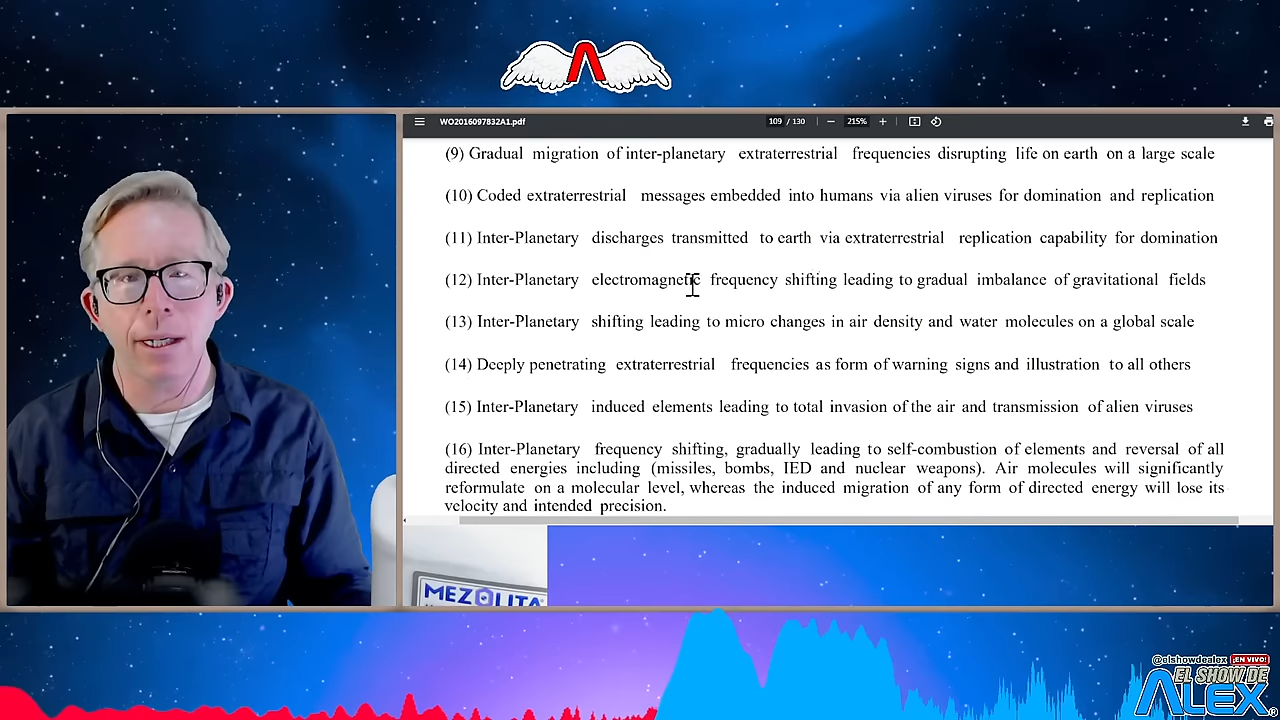 WO2016097832A1.pdf
109 / 130
215%
(9) Gradual migration of inter-planetary extraterrestrial frequencies disrupting life on earth on a large scale
(10) Coded extraterrestrial messages embedded into humans via alien viruses for domination and replication
(11) Inter-Planetary discharges transmitted to earth via extraterrestrial replication capability for domination
(12) Inter-Planetary electromagnetic frequency shifting leading to gradual imbalance of gravitational fields
(13) Inter-Planetary shifting leading to micro changes in air density and water molecules on a global scale
(14) Deeply penetrating extraterrestrial frequencies as form of warning signs and illustration to all others
(15) Inter-Planetary induced elements leading to total invasion of the air and transmission of alien viruses
(16) Inter-Planetary frequency shifting, gradually leading to self-combustion of elements and reversal of all
directed energies including (missiles, bombs, IED and nuclear weapons). Air molecules will significantly
reformulate on a molecular level, whereas the induced migration of any form of directed energy will lose its
velocity and intended precision.
MEZQLITA
@elshowdealex ¡EN VIVO!
EL SHOW DE
ALEX